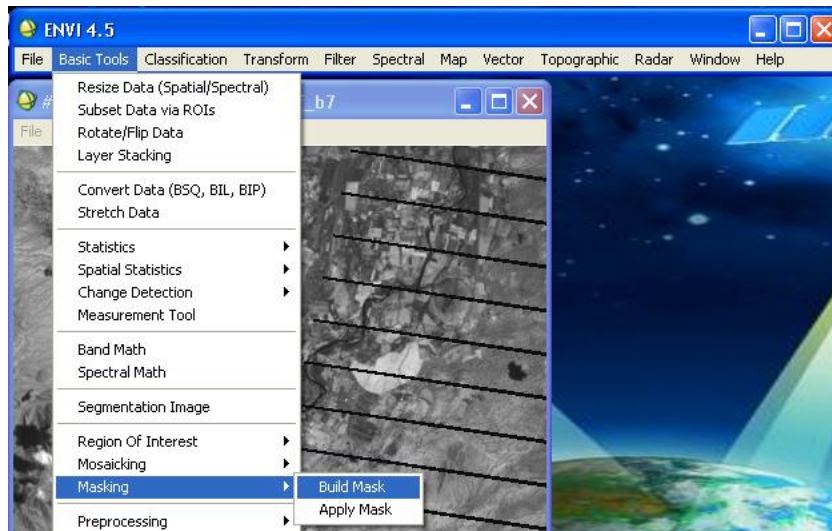 ENVI 4.5
File Basic Tools Classification Transform Filter Spectral Map Vector Topographic Radar Window Help
Resize Data (Spatial/Spectral)
# _b7
Subset Data via ROIs
File
Rotate/Flip Data
Layer Stacking
Convert Data (BSQ, BIL, BIP)
Stretch Data
Statistics
Spatial Statistics
Change Detection
Measurement Tool
Band Math
Spectral Math
Segmentation Image
Region Of Interest
Mosaicking
Masking
Build Mask
Apply Mask
Preprocessing